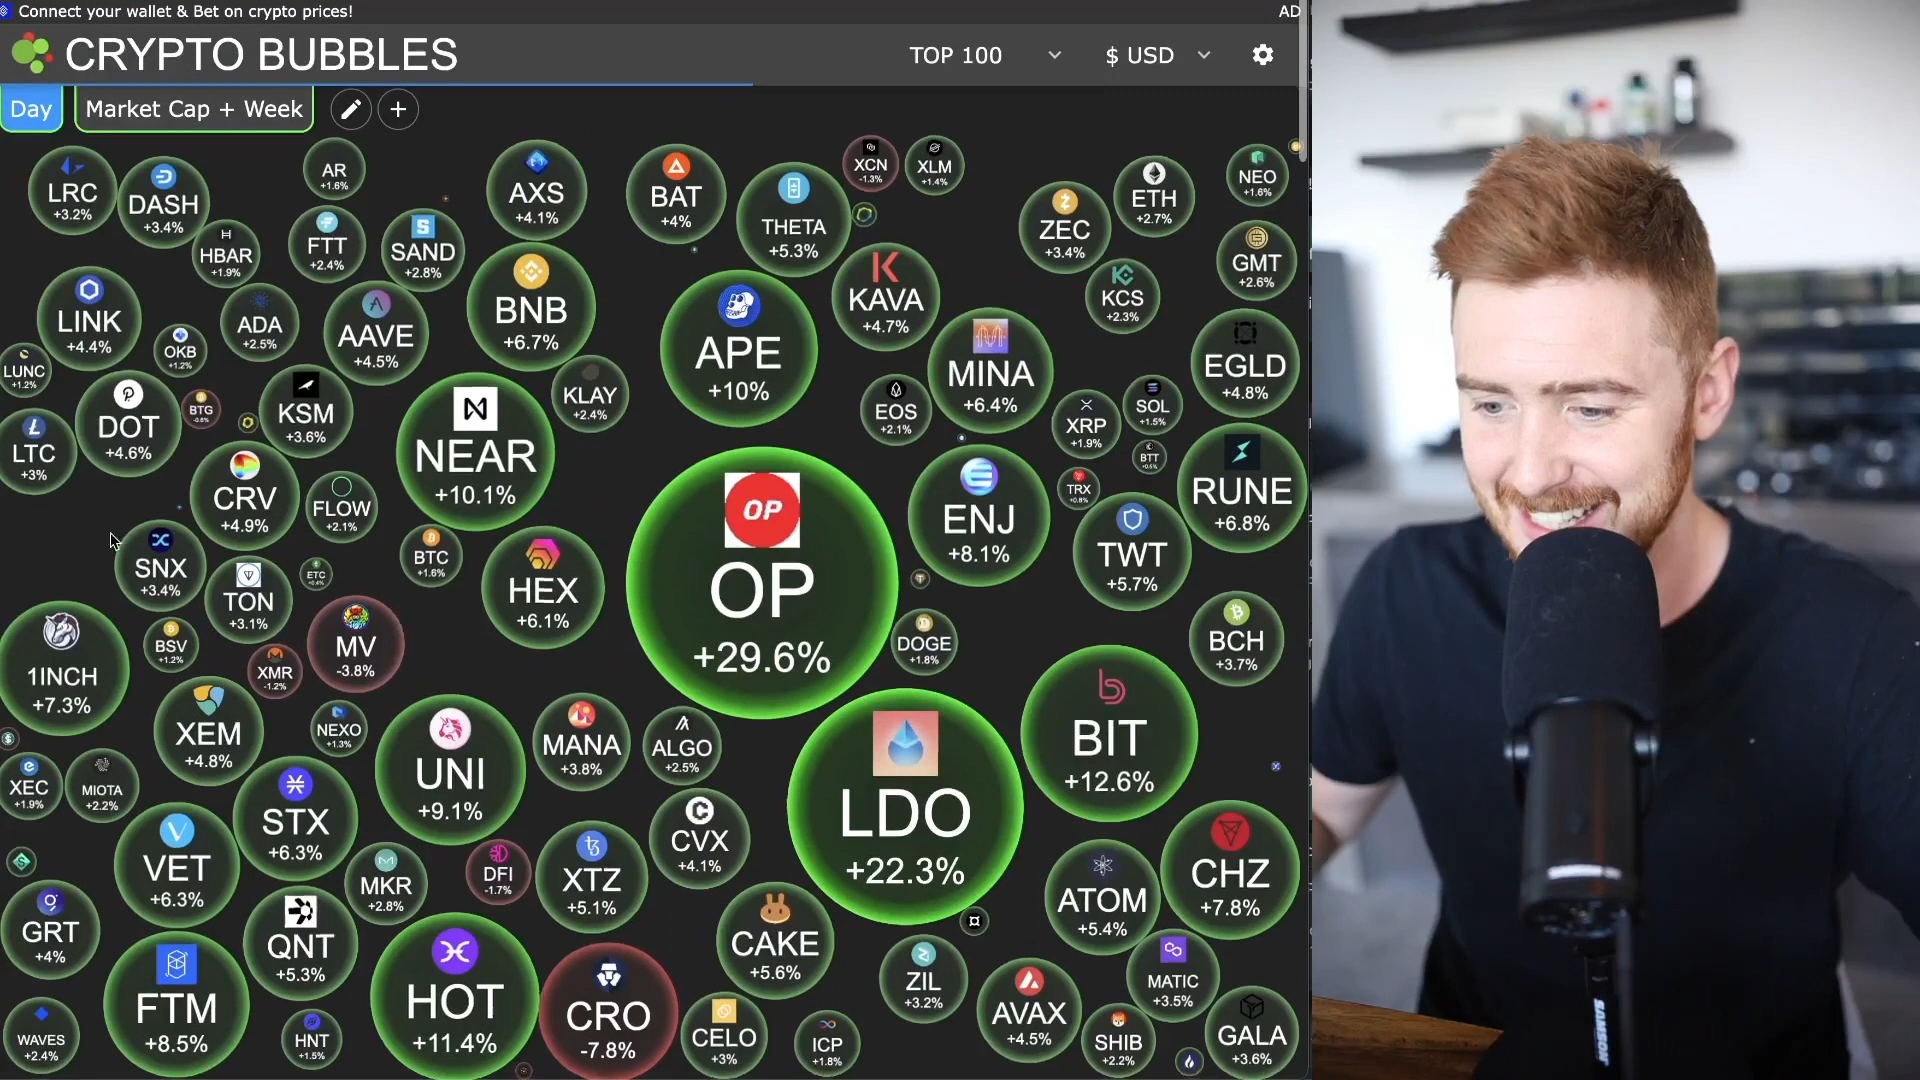 Connect your wallet & Bet on crypto prices!
AD
CRYPTO BUBBLES
TOP 100
$ USD
Day
Market Cap + Week
LRC
+3.2%
DASH
+3.4%
AR
+1.6%
HBAR
+1.9%
FTT
+2.4%
SAND
+2.8%
AXS
+4.1%
BAT
+4%
THETA
+5.3%
XCN
-1.3%
XLM
+1.4%
ZEC
+3.4%
ETH
+2.7%
NEO
+1.6%
GMT
+2.6%
LINK
+4.4%
OKB
+1.2%
ADA
+2.5%
AAVE
+4.5%
BNB
+6.7%
APE
+10%
KAVA
+4.7%
MINA
+6.4%
KCS
+2.3%
EGLD
+4.8%
LUNC
+1.2%
DOT
+4.6%
BTG
-0.6%
KSM
+3.6%
KLAY
+2.4%
EOS
+2.1%
XRP
+1.9%
SOL
+1.5%
BTT
+0.5%
LTC
+3%
CRV
+4.9%
FLOW
+2.1%
NEAR
+10.1%
OP
OP
+29.6%
ENJ
+8.1%
TRX
+0.8%
TWT
+5.7%
RUNE
+6.8%
SNX
+3.4%
TON
+3.1%
ETC
+0.4%
BTC
+1.6%
HEX
+6.1%
DOGE
+1.8%
BCH
+3.7%
1INCH
+7.3%
BSV
+1.2%
XMR
-1.2%
MV
-3.8%
XEM
+4.8%
NEXO
+1.3%
UNI
+9.1%
MANA
+3.8%
ALGO
+2.5%
LDO
+22.3%
BIT
+12.6%
XEC
+1.9%
MIOTA
+2.2%
STX
+6.3%
VET
+6.3%
MKR
+2.8%
DFI
-1.7%
XTZ
+5.1%
CVX
+4.1%
ATOM
+5.4%
CHZ
+7.8%
GRT
+4%
QNT
+5.3%
CAKE
+5.6%
ZIL
+3.2%
MATIC
+3.5%
FTM
+8.5%
HOT
+11.4%
CRO
-7.8%
AVAX
+4.5%
WAVES
+2.4%
HNT
+1.5%
CELO
+3%
ICP
+1.8%
SHIB
+2.2%
GALA
+3.6%
SAMSON